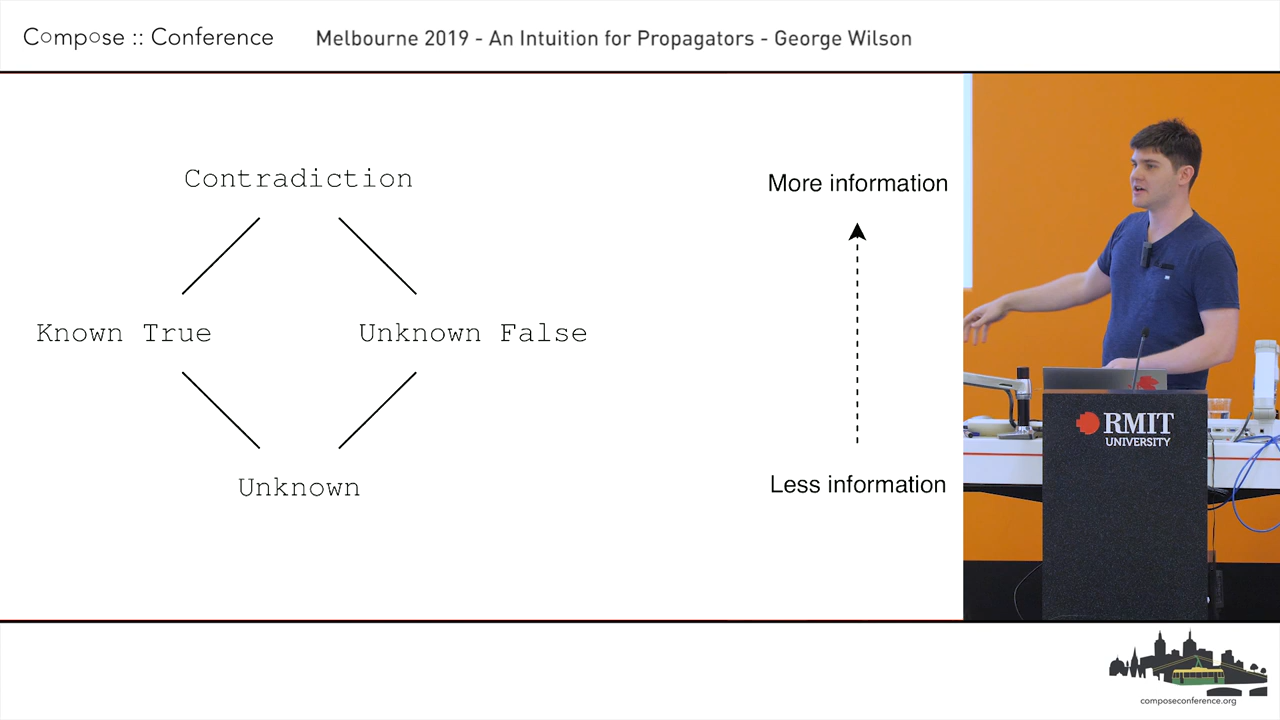 Compose :: Conference
Melbourne 2019 - An Intuition for Propagators - George Wilson
Contradiction
More information
Known True
Unknown False
Unknown
Less information
RMIT
UNIVERSITY
composeconference.org